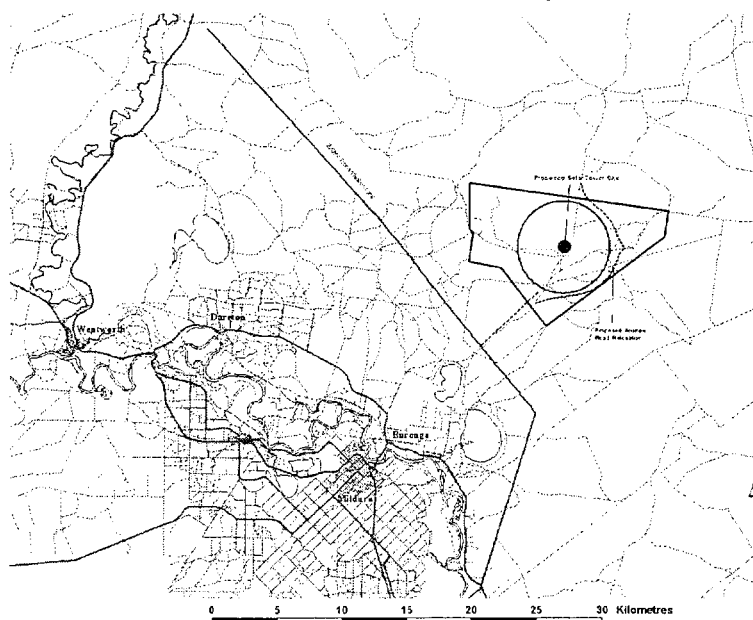 Proposed Solar Tower Site
Proposed Arumpo
Road Relocation
Wentworth
Dareton
Buronga
Mildura
0 5 10 15 20 25 30 Kilometres